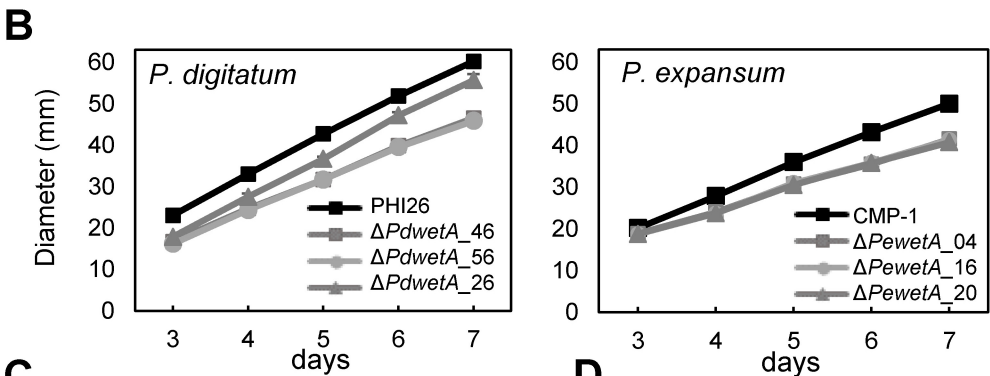 B
P. digitatum
Diameter (mm)
60
50
40
30
20
10
0
3 4 5 6 7
days
PHI26
ΔPdwetA_46
ΔPdwetA_56
ΔPdwetA_26
P. expansum
60
50
40
30
20
10
0
3 4 5 6 7
days
CMP-1
ΔPewetA_04
ΔPewetA_16
ΔPewetA_20
C
D